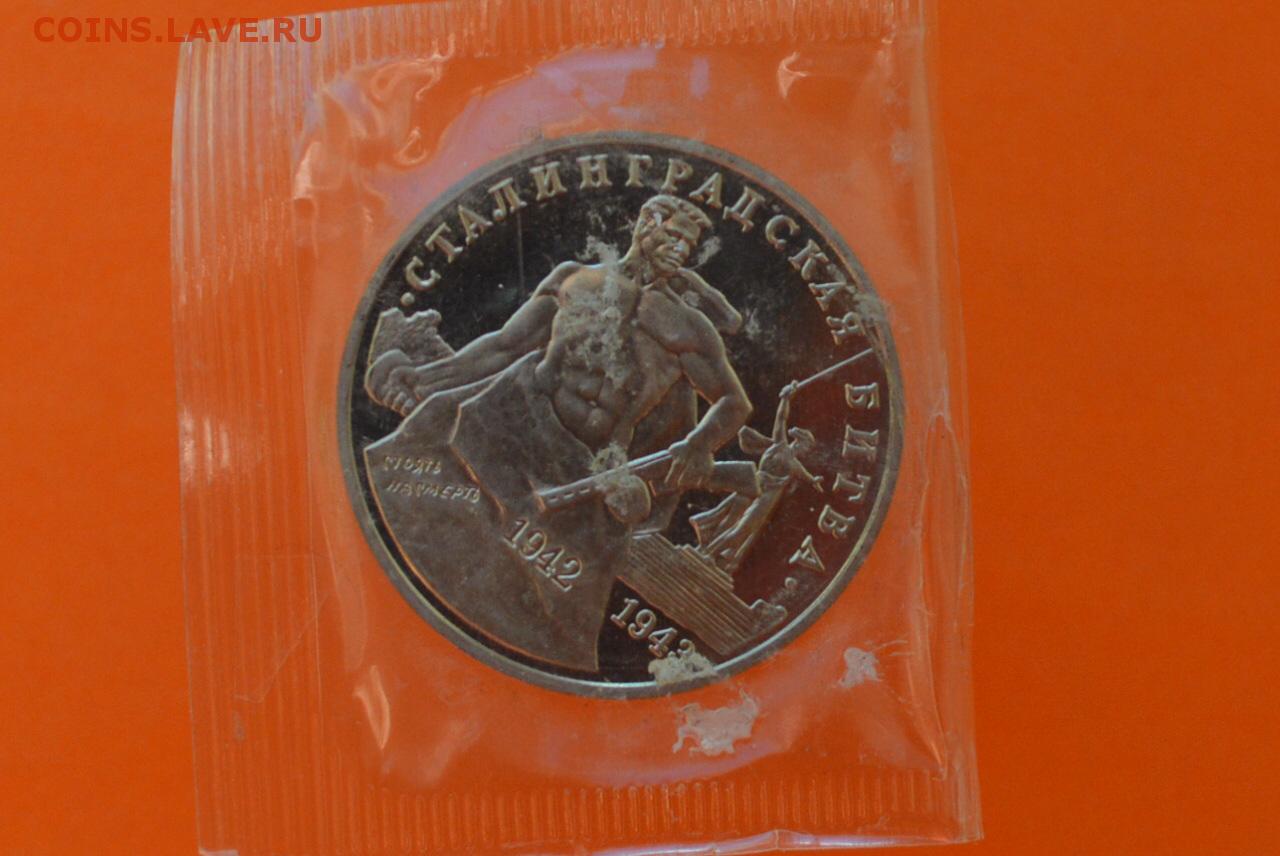 COINS.LAVE.RU
· СТАЛИНГРАДСКАЯ БИТВА ·
СТОЯТЬ
НАСМЕРТЬ
1942
1943